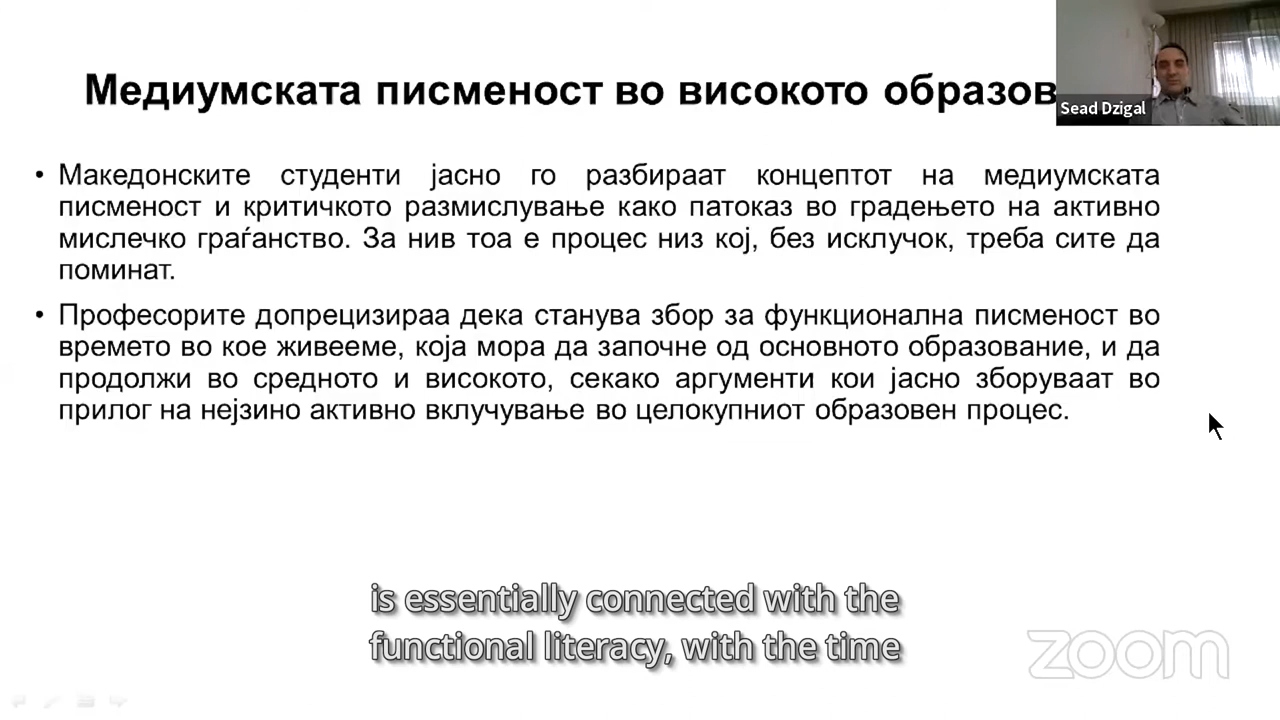 Медиумската писменост во високото образов
Sead Dzigal
• Македонските студенти јасно го разбираат концептот на медиумската
писменост и критичкото размислување како патоказ во градењето на активно
мислечко граѓанство. За нив тоа е процес низ кој, без исклучок, треба сите да
поминат.
• Професорите допрецизираа дека станува збор за функционална писменост во
времето во кое живееме, која мора да започне од основното образование, и да
продолжи во средното и високото, секако аргументи кои јасно зборуваат во
прилог на нејзино активно вклучување во целокупниот образовен процес.
is essentially connected with the
functional literacy, with the time
zoom